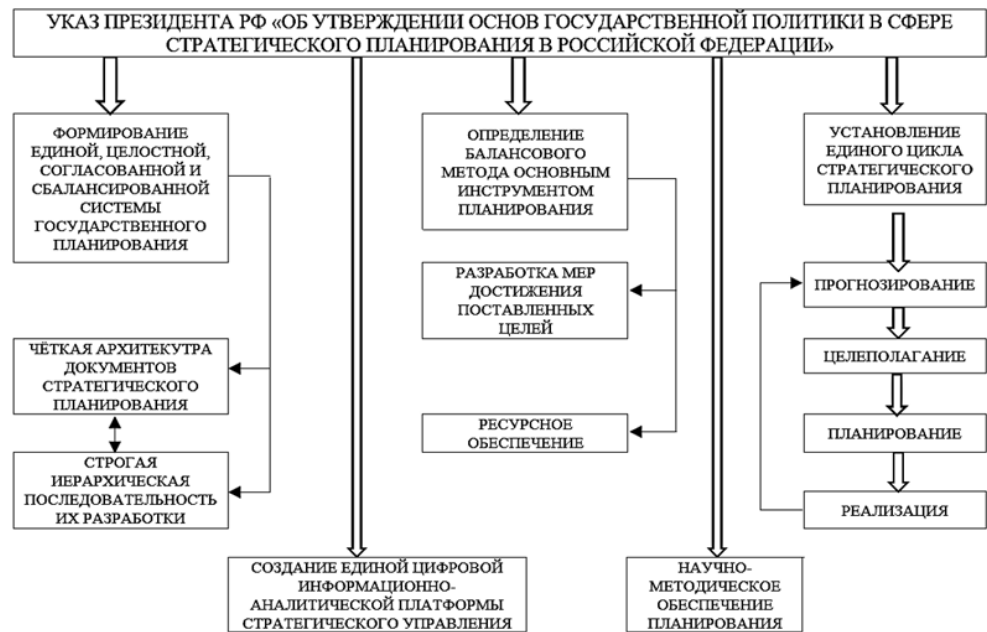 УКАЗ ПРЕЗИДЕНТА РФ «ОБ УТВЕРЖДЕНИИ ОСНОВ ГОСУДАРСТВЕННОЙ ПОЛИТИКИ В СФЕРЕ
СТРАТЕГИЧЕСКОГО ПЛАНИРОВАНИЯ В РОССИЙСКОЙ ФЕДЕРАЦИИ»
ФОРМИРОВАНИЕ
ЕДИНОЙ, ЦЕЛОСТНОЙ,
СОГЛАСОВАННОЙ И
СБАЛАНСИРОВАННОЙ
СИСТЕМЫ
ГОСУДАРСТВЕННОГО
ПЛАНИРОВАНИЯ
ЧЁТКАЯ АРХИТЕКУТРА
ДОКУМЕНТОВ
СТРАТЕГИЧЕСКОГО
ПЛАНИРОВАНИЯ
СТРОГАЯ
ИЕРАРХИЧЕСКАЯ
ПОСЛЕДОВАТЕЛЬНОСТЬ
ИХ РАЗРАБОТКИ
СОЗДАНИЕ ЕДИНОЙ ЦИФРОВОЙ
ИНФОРМАЦИОННО-
АНАЛИТИЧЕСКОЙ ПЛАТФОРМЫ
СТРАТЕГИЧЕСКОГО УПРАВЛЕНИЯ
ОПРЕДЕЛЕНИЕ
БАЛАНСОВОГО
МЕТОДА ОСНОВНЫМ
ИНСТРУМЕНТОМ
ПЛАНИРОВАНИЯ
РАЗРАБОТКА МЕР
ДОСТИЖЕНИЯ
ПОСТАВЛЕННЫХ
ЦЕЛЕЙ
РЕСУРСНОЕ
ОБЕСПЕЧЕНИЕ
НАУЧНО-
МЕТОДИЧЕСКОЕ
ОБЕСПЕЧЕНИЕ
ПЛАНИРОВАНИЯ
УСТАНОВЛЕНИЕ
ЕДИНОГО ЦИКЛА
СТРАТЕГИЧЕСКОГО
ПЛАНИРОВАНИЯ
ПРОГНОЗИРОВАНИЕ
ЦЕЛЕПОЛАГАНИЕ
ПЛАНИРОВАНИЕ
РЕАЛИЗАЦИЯ